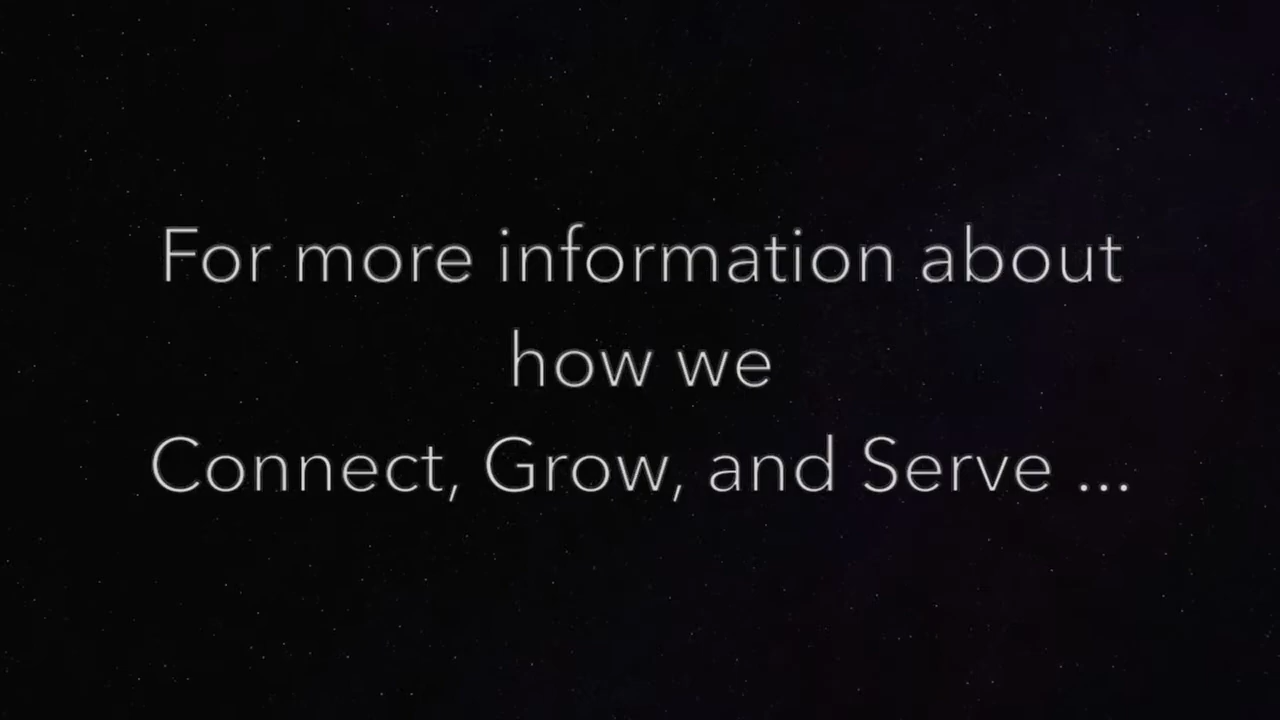 For more information about
how we
Connect, Grow, and Serve ...